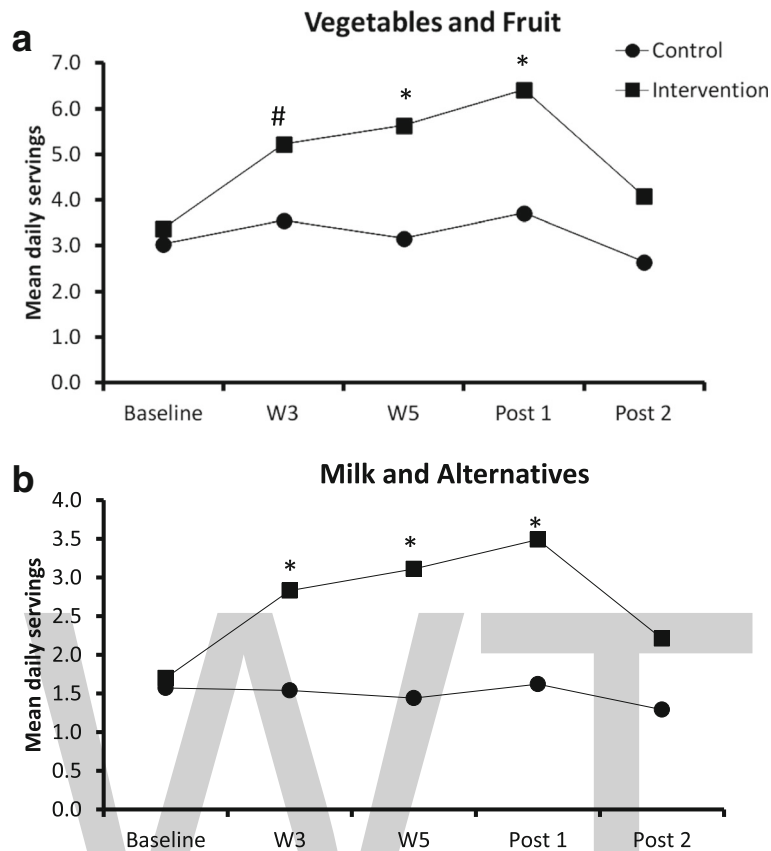 a
Vegetables and Fruit
Control
Intervention
Mean daily servings
7.0
6.0
5.0
4.0
3.0
2.0
1.0
0.0
#
*
*
Baseline W3 W5 Post 1 Post 2
b
Milk and Alternatives
Mean daily servings
4.0
3.5
3.0
2.5
2.0
1.5
1.0
0.5
0.0
*
*
*
Baseline W3 W5 Post 1 Post 2